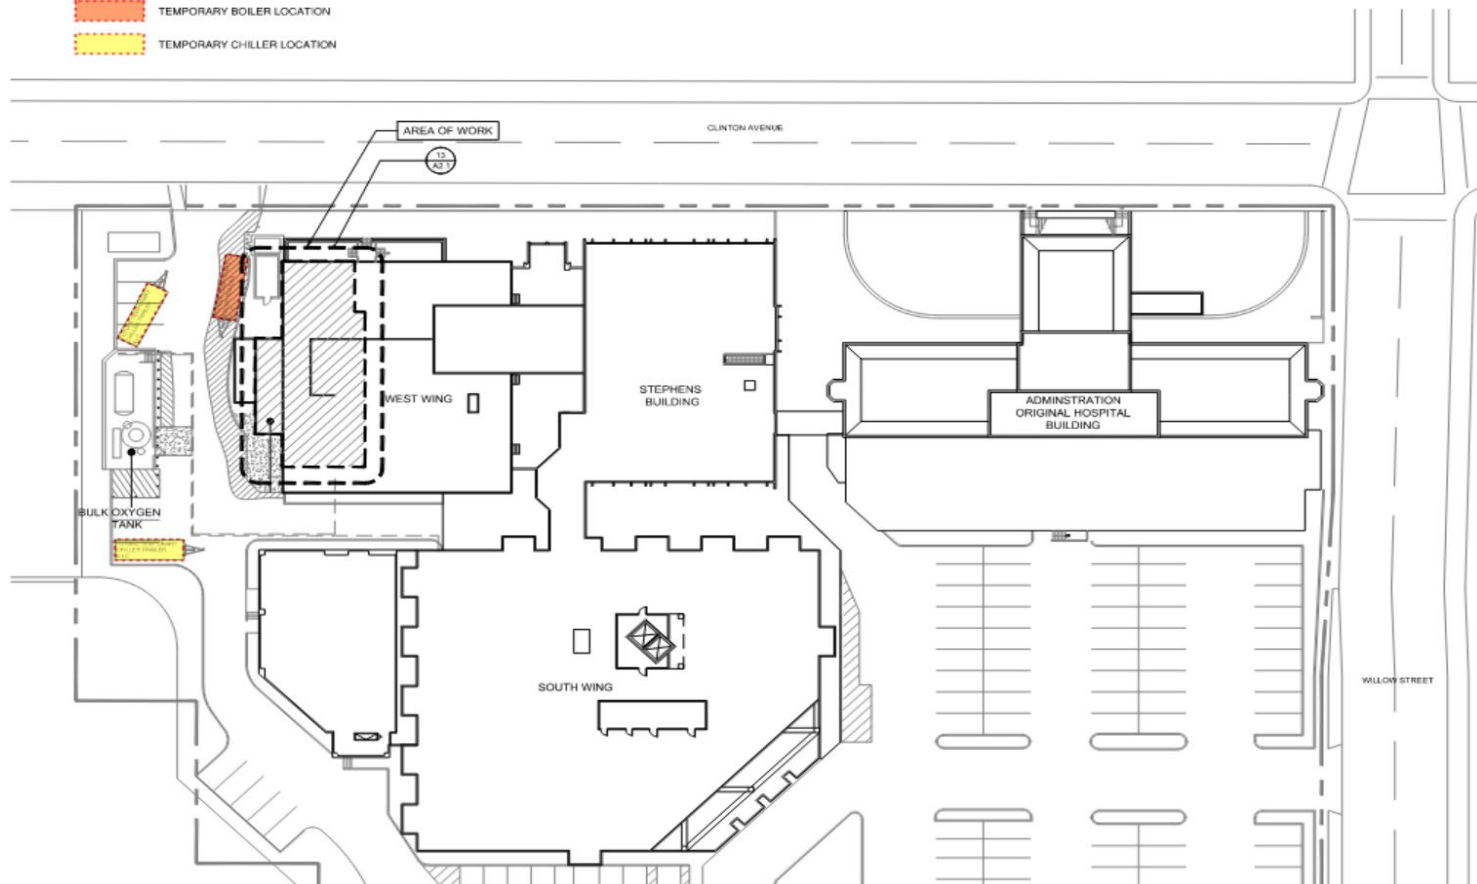 TEMPORARY BOILER LOCATION
TEMPORARY CHILLER LOCATION
AREA OF WORK
CLINTON AVENUE
13
A2.1
STEPHENS
BUILDING
WEST WING
ADMINSTRATION
ORIGINAL HOSPITAL
BUILDING
BULK OXYGEN
TANK
SOUTH WING
WILLOW STREET